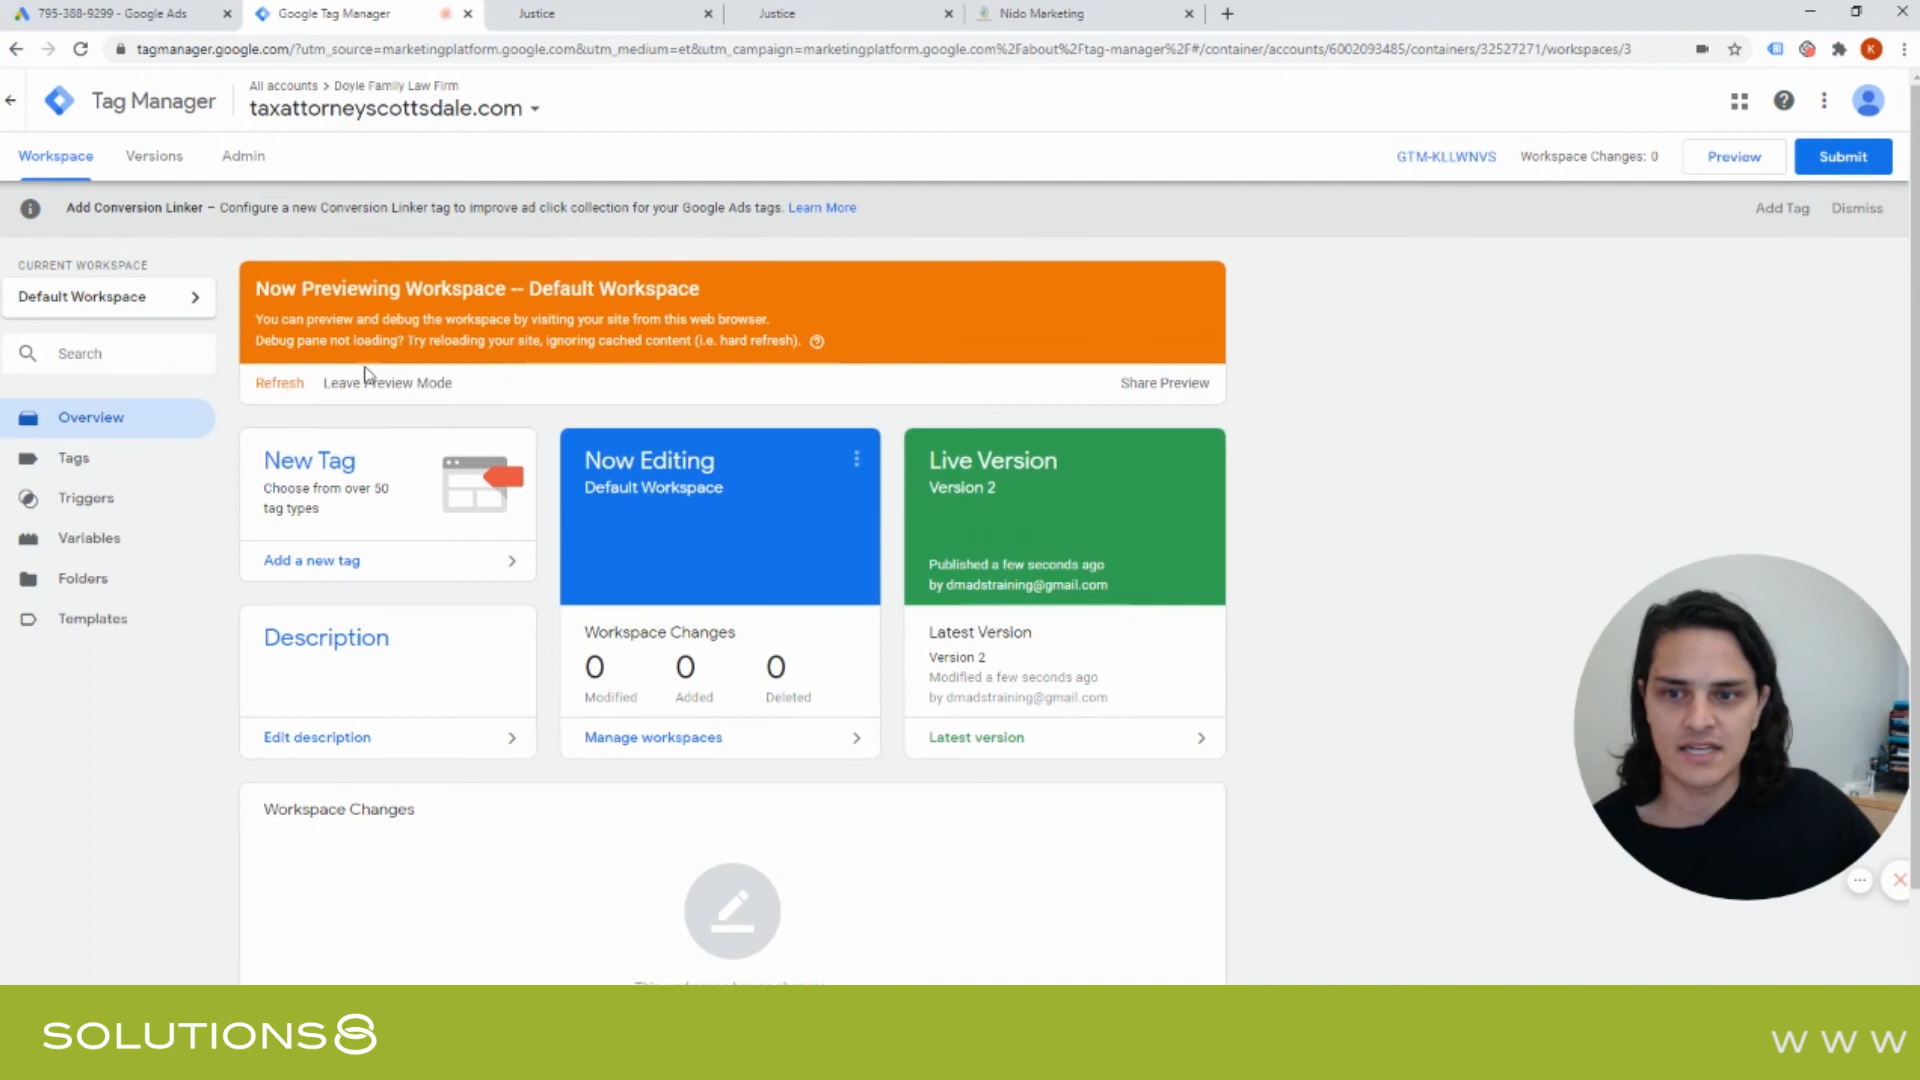 795-388-9299 - Google Ads
Google Tag Manager
Justice
Justice
Nido Marketing
tagmanager.google.com/?utm_source=marketingplatform.google.com&utm_medium=et&utm_campaign=marketingplatform.google.com%2Fabout%2Ftag-manager%2F#/container/accounts/6002093485/containers/32527271/workspaces/3
K
Tag Manager
All accounts > Doyle Family Law Firm
taxattorneyscottsdale.com
Workspace
Versions
Admin
GTM-KLLWNVS
Workspace Changes: 0
Preview
Submit
Add Conversion Linker – Configure a new Conversion Linker tag to improve ad click collection for your Google Ads tags. Learn More
Add Tag
Dismiss
CURRENT WORKSPACE
Default Workspace
Search
Overview
Tags
Triggers
Variables
Folders
Templates
Now Previewing Workspace -- Default Workspace
You can preview and debug the workspace by visiting your site from this web browser.
Debug pane not loading? Try reloading your site, ignoring cached content (i.e. hard refresh).
Refresh
Leave Preview Mode
Share Preview
New Tag
Choose from over 50
tag types
Add a new tag
Now Editing
Default Workspace
Live Version
Version 2
Published a few seconds ago
by dmadstraining@gmail.com
Description
Edit description
Workspace Changes
0
0
0
Modified
Added
Deleted
Manage workspaces
Latest Version
Version 2
Modified a few seconds ago
by dmadstraining@gmail.com
Latest version
Workspace Changes
SOLUTIONS8
WWW